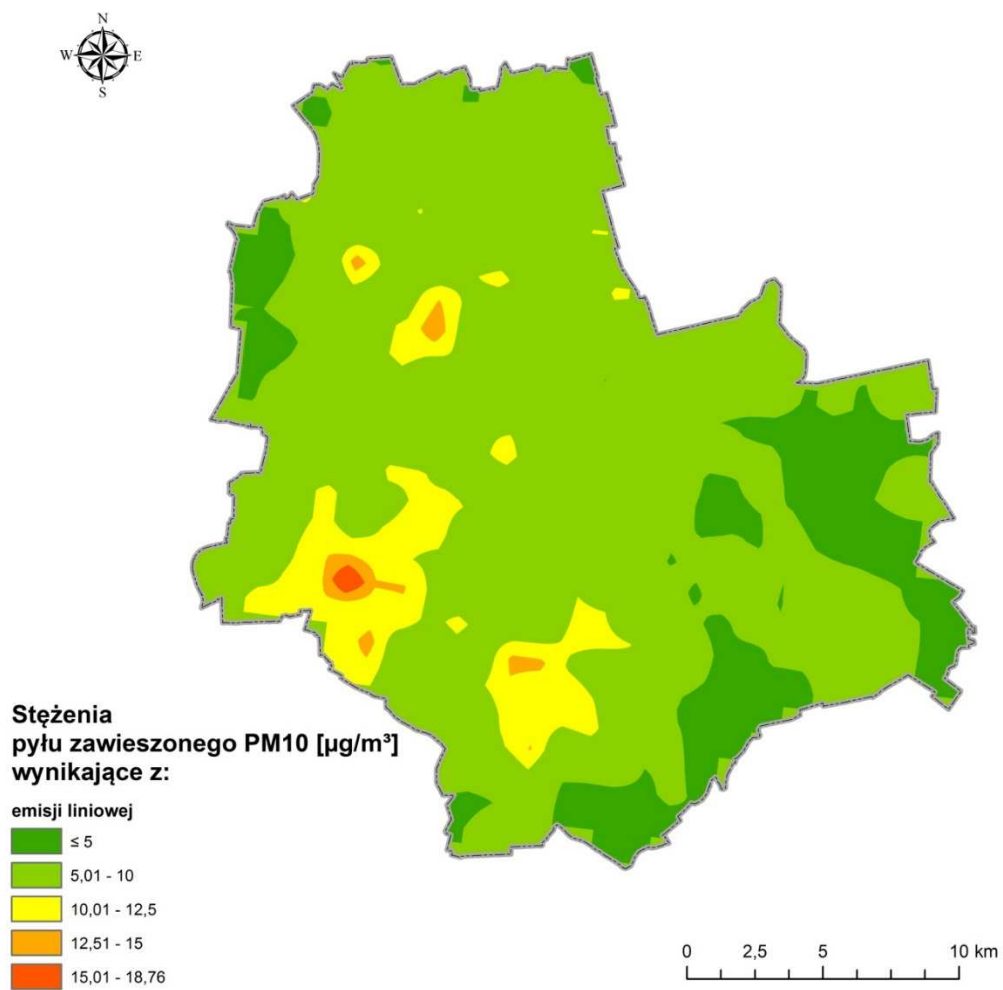 N
W E
S
Stężenia
pyłu zawieszonego PM10 [µg/m³]
wynikające z:
emisji liniowej
≤ 5
5,01 - 10
10,01 - 12,5
12,51 - 15
15,01 - 18,76
0 2,5 5 10 km